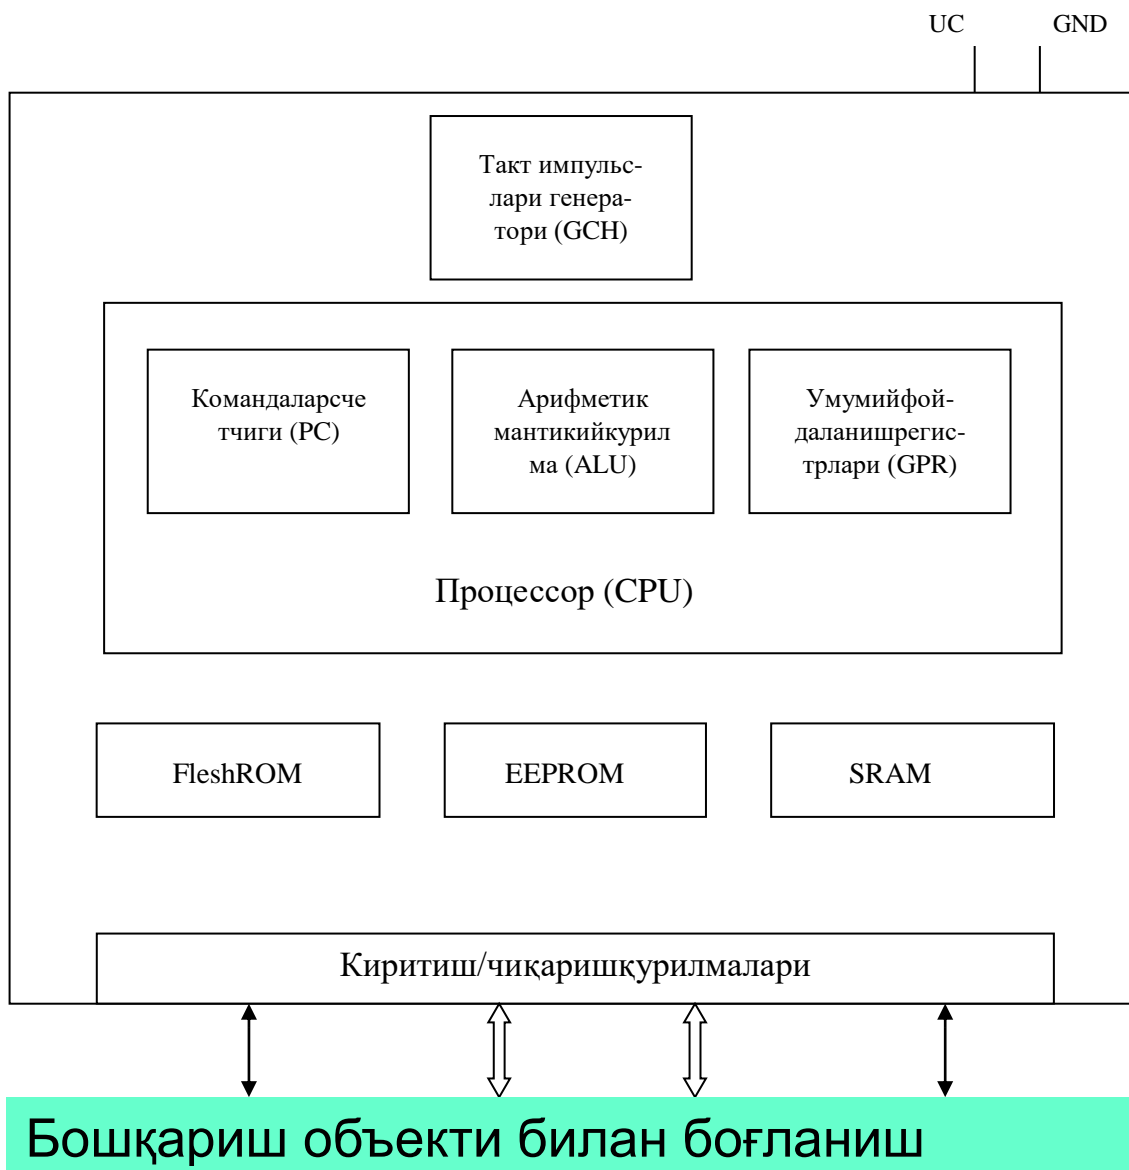 UC GND
Такт импульс-
лари генера-
тори (GCH)
Командаларсче
тчиги (PC)
Арифметик
мантикийкурил
ма (ALU)
Умумийфой-
даланишрегис-
трлари (GPR)
Процессор (CPU)
FleshROM
EEPROM
SRAM
Киритиш/чиқаришқурилмалари
Бошқариш объекти билан боғланиш